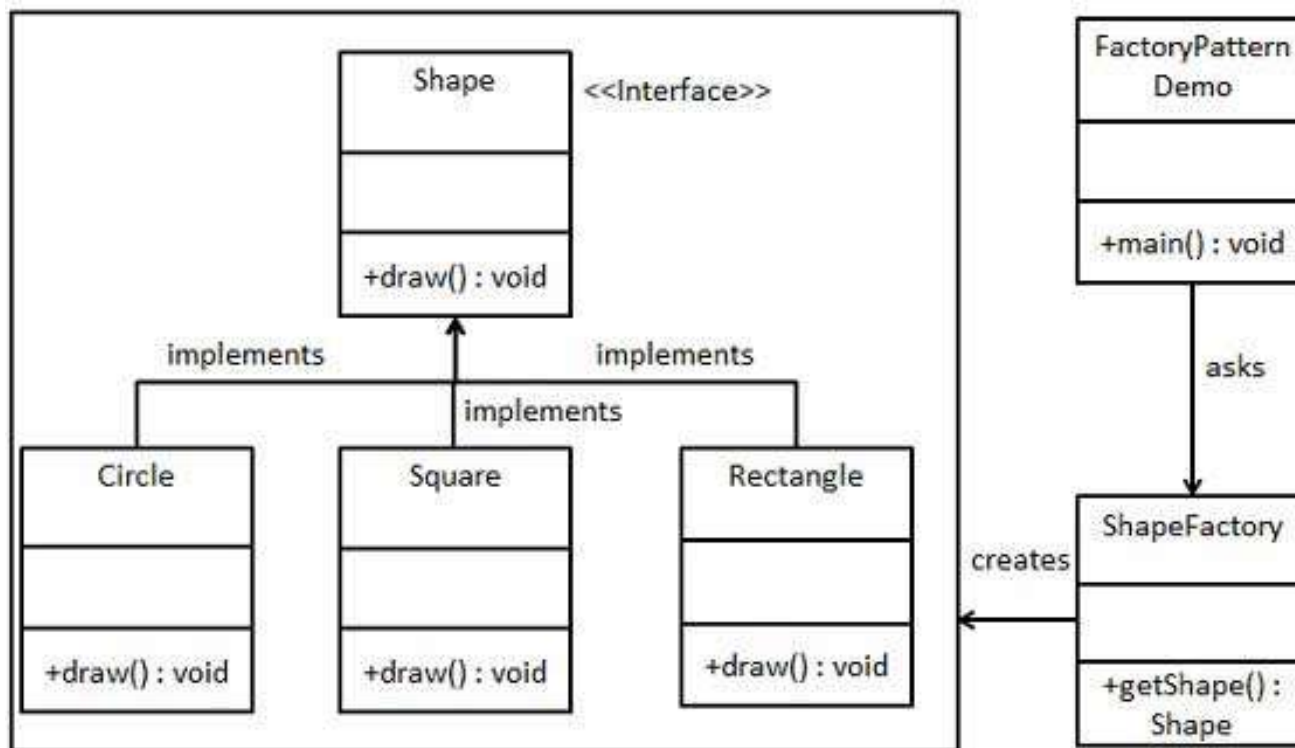 Shape
<<Interface>>
+draw() : void
implements
implements
implements
Circle
+draw() : void
Square
+draw() : void
Rectangle
+draw() : void
FactoryPattern
Demo
+main() : void
asks
ShapeFactory
creates
+getShape() :
Shape